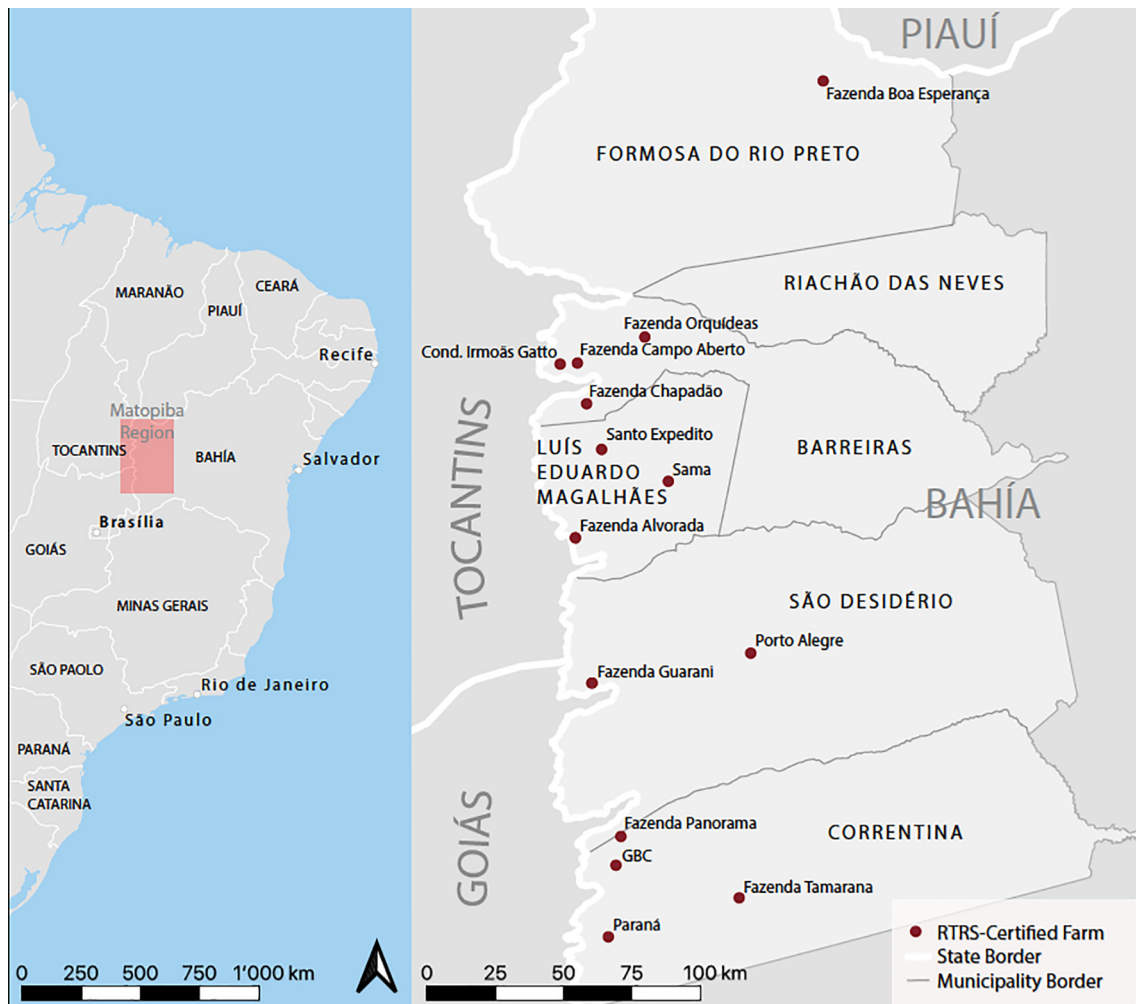 MARANÃO
CEARÁ
PIAUÍ
Recife
Matopiba
Region
TOCANTINS
BAHÍA
Salvador
Brasília
GOIÁS
MINAS GERAIS
SÃO PAOLO
Rio de Janeiro
São Paulo
PARANÁ
SANTA
CATARINA
0 250 500 750 1'000 km
PIAUÍ
Fazenda Boa Esperança
FORMOSA DO RIO PRETO
RIACHÃO DAS NEVES
Fazenda Orquídeas
Cond. Irmoãs Gatto
Fazenda Campo Aberto
Fazenda Chapadão
TOCANTINS
Santo Expedito
LUÍS
EDUARDO
MAGALHÃES
BARREIRAS
Sama
BAHÍA
Fazenda Alvorada
SÃO DESIDÉRIO
Porto Alegre
Fazenda Guarani
GOIÁS
Fazenda Panorama
CORRENTINA
GBC
Fazenda Tamarana
Paraná
RTRS-Certified Farm
State Border
Municipality Border
0 25 50 75 100 km